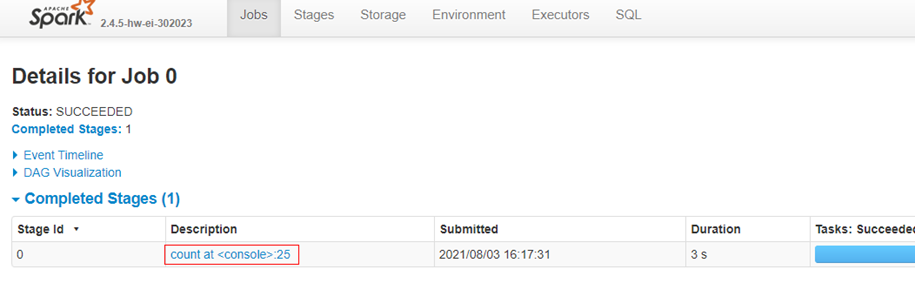 APACHE
Spark 2.4.5-hw-ei-302023 Jobs Stages Storage Environment Executors SQL
Details for Job 0
Status: SUCCEEDED
Completed Stages: 1
Event Timeline
DAG Visualization
Completed Stages (1)
Stage Id Description Submitted Duration Tasks: Succeede
0 count at <console>:25 2021/08/03 16:17:31 3 s